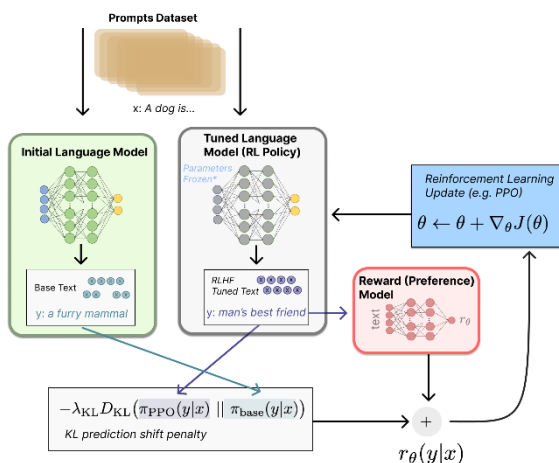 Prompts Dataset
x: A dog is...
Initial Language Model
Base Text
y: a furry mammal
Tuned Language
Model (RL Policy)
Parameters
Frozen*
RLHF
Tuned Text
y: man's best friend
Reinforcement Learning
Update (e.g. PPO)
θ ← θ + ∇θJ(θ)
Reward (Preference)
Model
text
rθ
−λKL DKL(πPPO(y|x) || πbase(y|x))
KL prediction shift penalty
+
rθ(y|x)